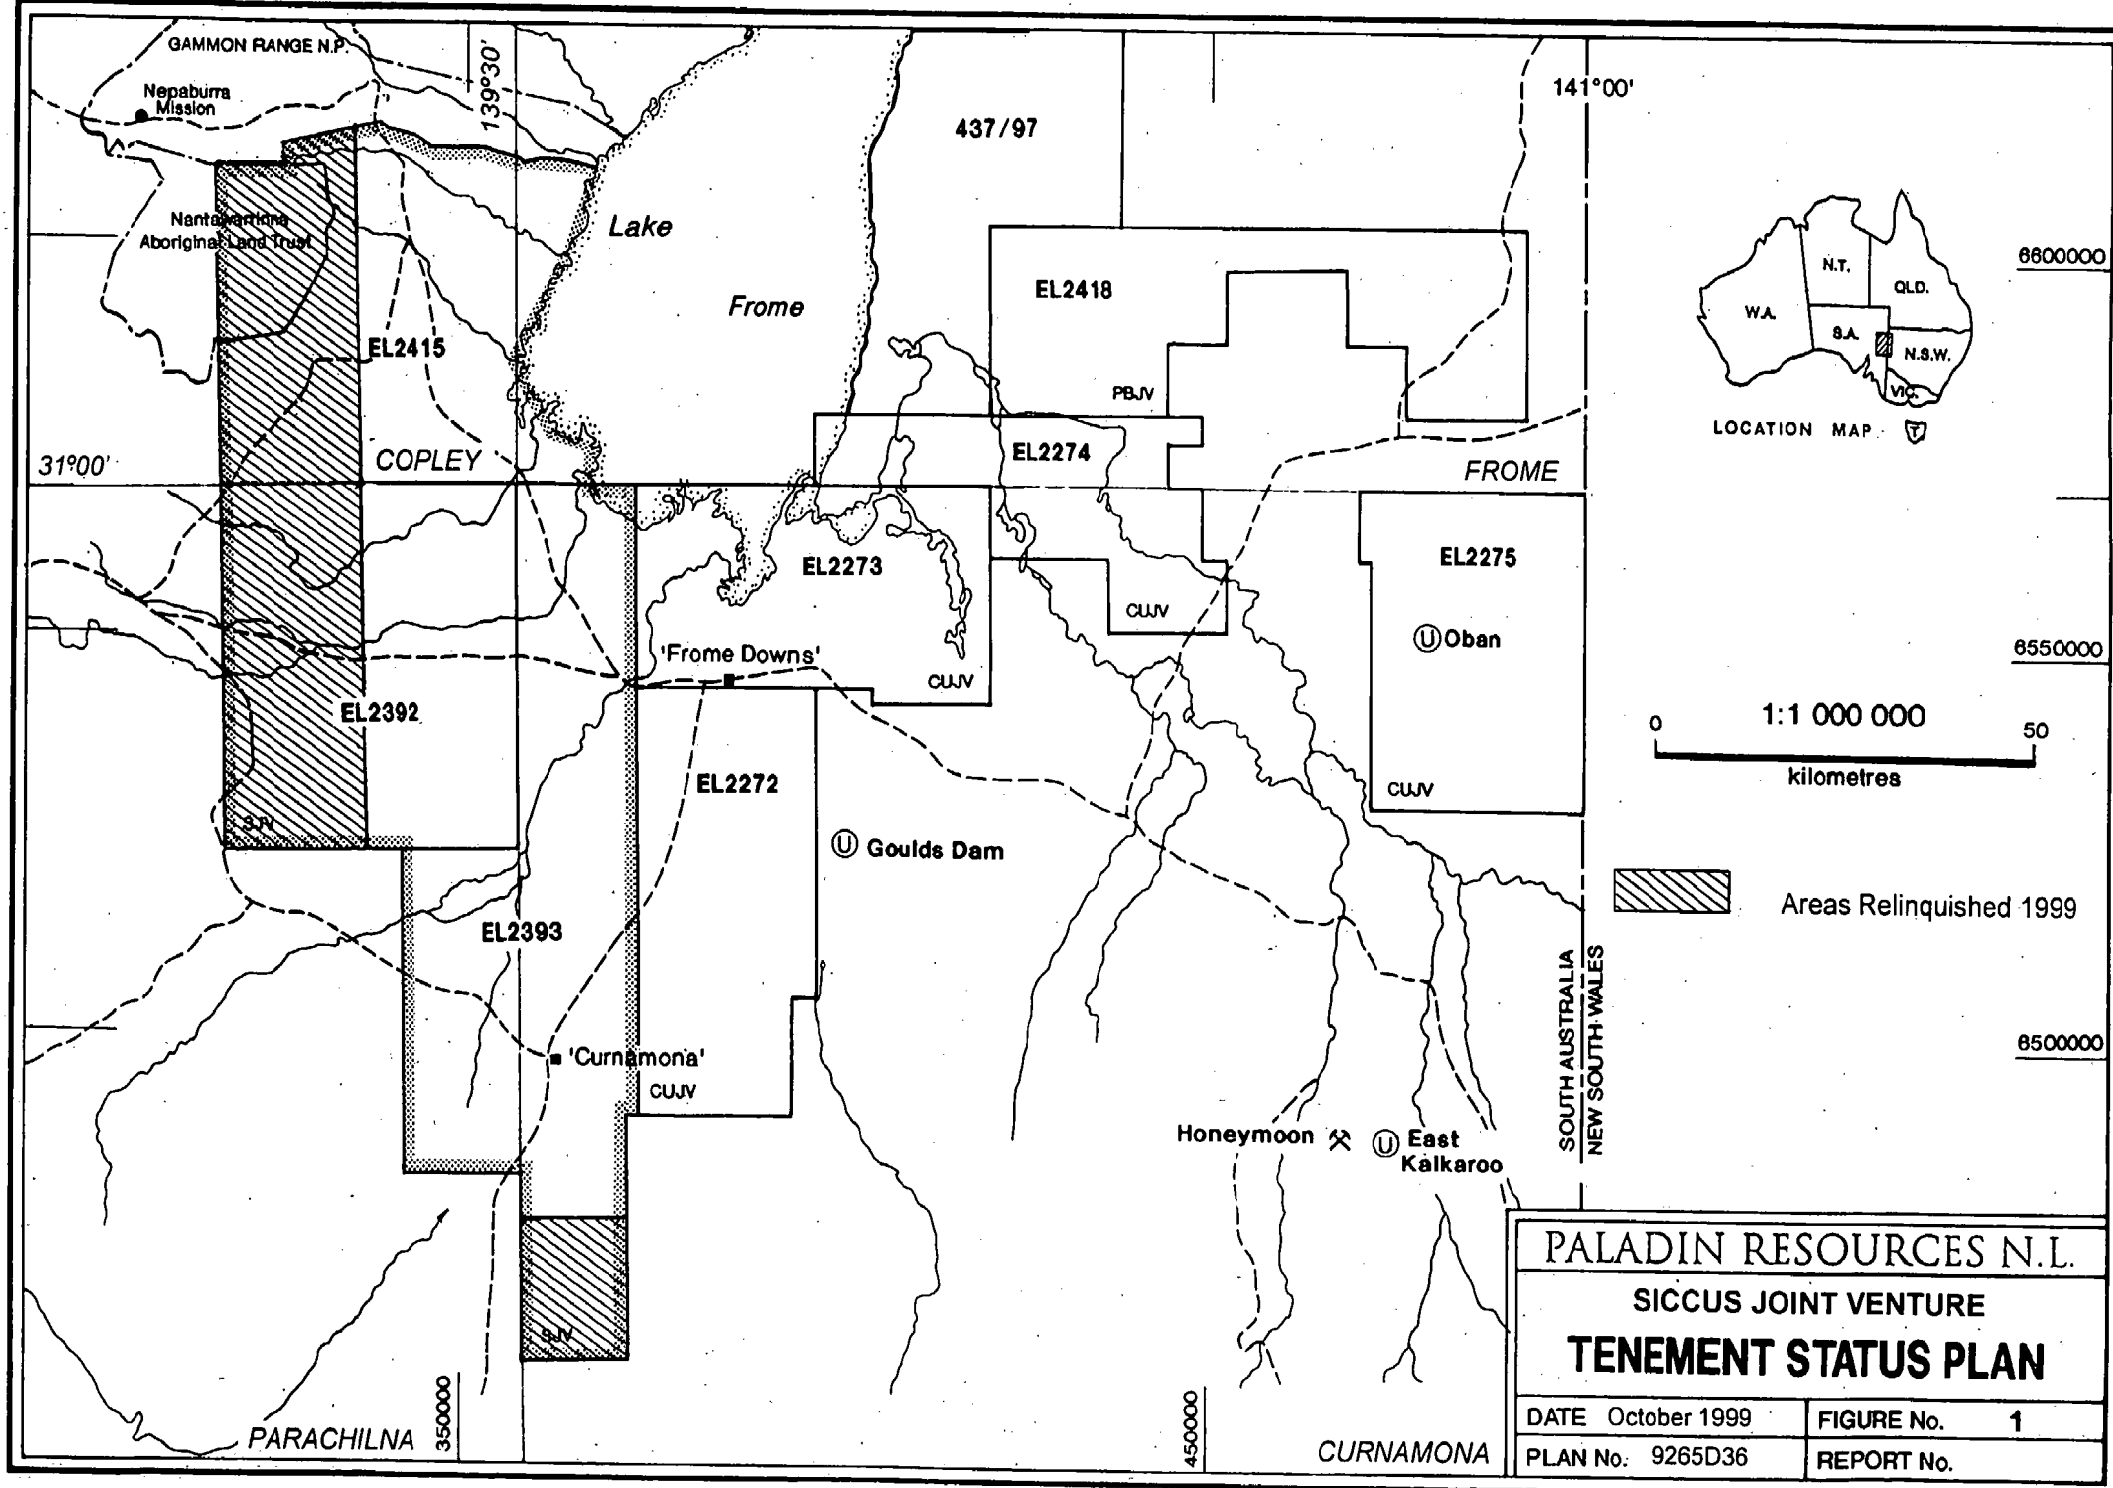 GAMMON RANGE N.P.
Nepaburra
Mission
139°30'
437/97
141°00'
Nantawarrinna
Aboriginal Land Trust
Lake
Frome
EL2418
6600000
N.T.
QLD.
W.A.
S.A.
N.S.W.
VIC.
LOCATION MAP
EL2415
PBJV
31°00'
COPLEY
EL2274
FROME
EL2273
EL2275
CUJV
U Oban
6550000
'Frome Downs'
CUJV
EL2392
0 1:1 000 000 50
kilometres
EL2272
CUJV
SJV
U Goulds Dam
Areas Relinquished 1999
EL2393
SOUTH AUSTRALIA
NEW SOUTH WALES
6500000
'Curnamona'
CUJV
Honeymoon
U East
Kalkaroo
SJV
350000
450000
PARACHILNA
CURNAMONA
PALADIN RESOURCES N.L.
SICCUS JOINT VENTURE
TENEMENT STATUS PLAN
DATE October 1999
FIGURE No. 1
PLAN No: 9265D36
REPORT No.